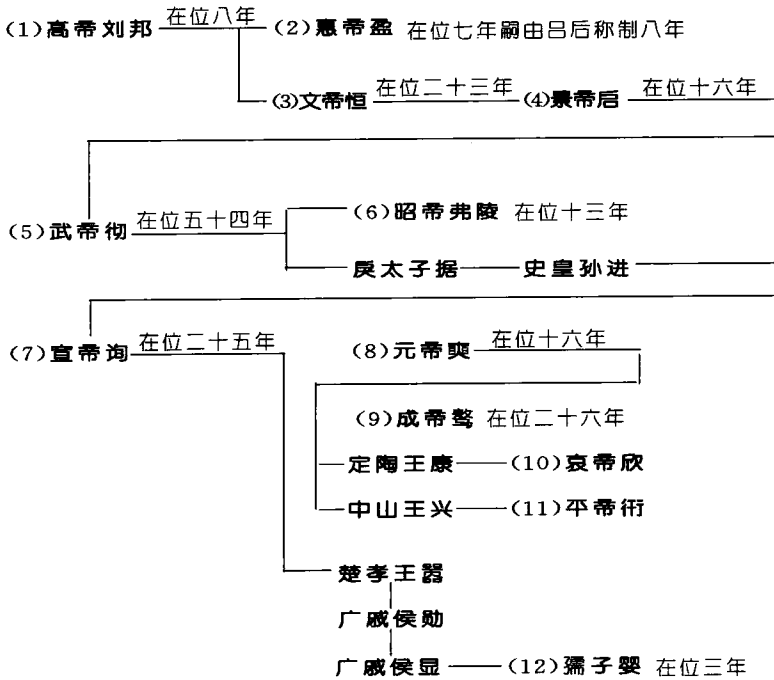 (1)高帝刘邦 在位八年 (2)惠帝盈 在位七年嗣由吕后称制八年
(3)文帝恒 在位二十三年 (4)景帝启 在位十六年
(5)武帝彻 在位五十四年 (6)昭帝弗陵 在位十三年
戾太子据 史皇孙进
(7)宣帝询 在位二十五年 (8)元帝奭 在位十六年
(9)成帝骜 在位二十六年
定陶王康 (10)哀帝欣
中山王兴 (11)平帝衎
楚孝王嚣
广戚侯勋
广戚侯显 (12)孺子婴 在位三年